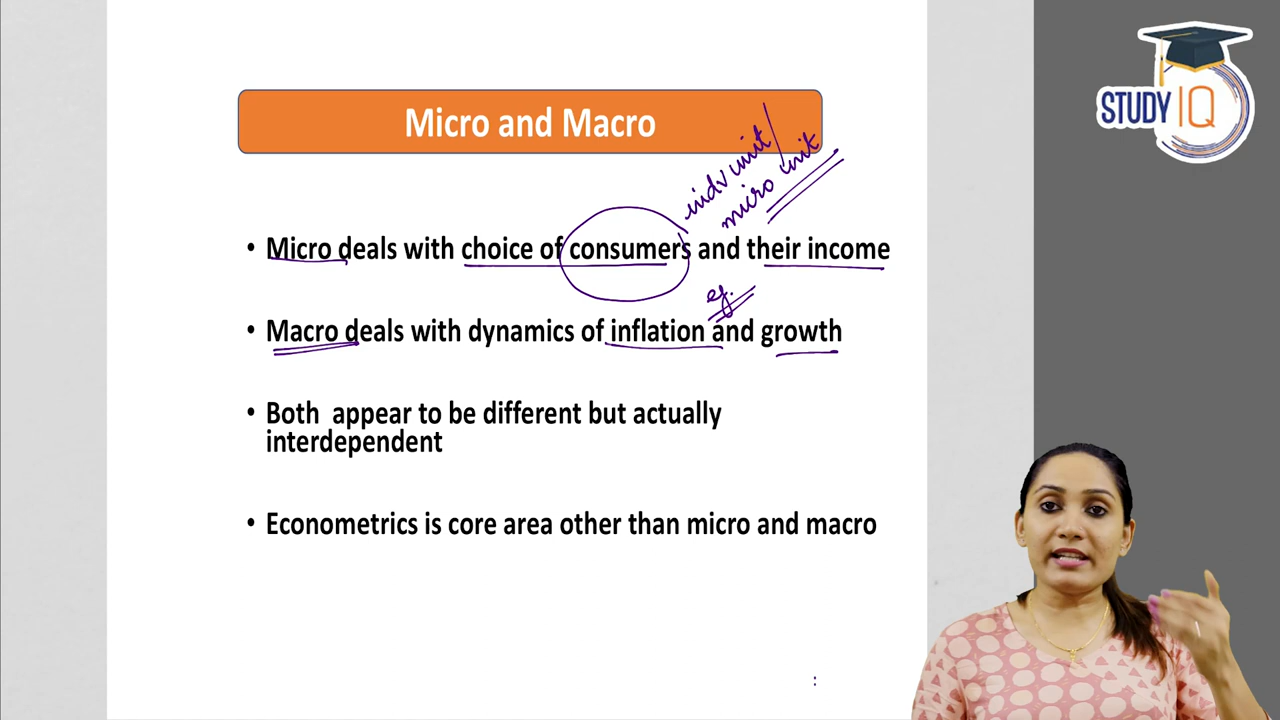 STUDY IQ
Micro and Macro
indv unit/
micro unit
• Micro deals with choice of consumers and their income
eg.
• Macro deals with dynamics of inflation and growth
• Both appear to be different but actually
interdependent
• Econometrics is core area other than micro and macro
: